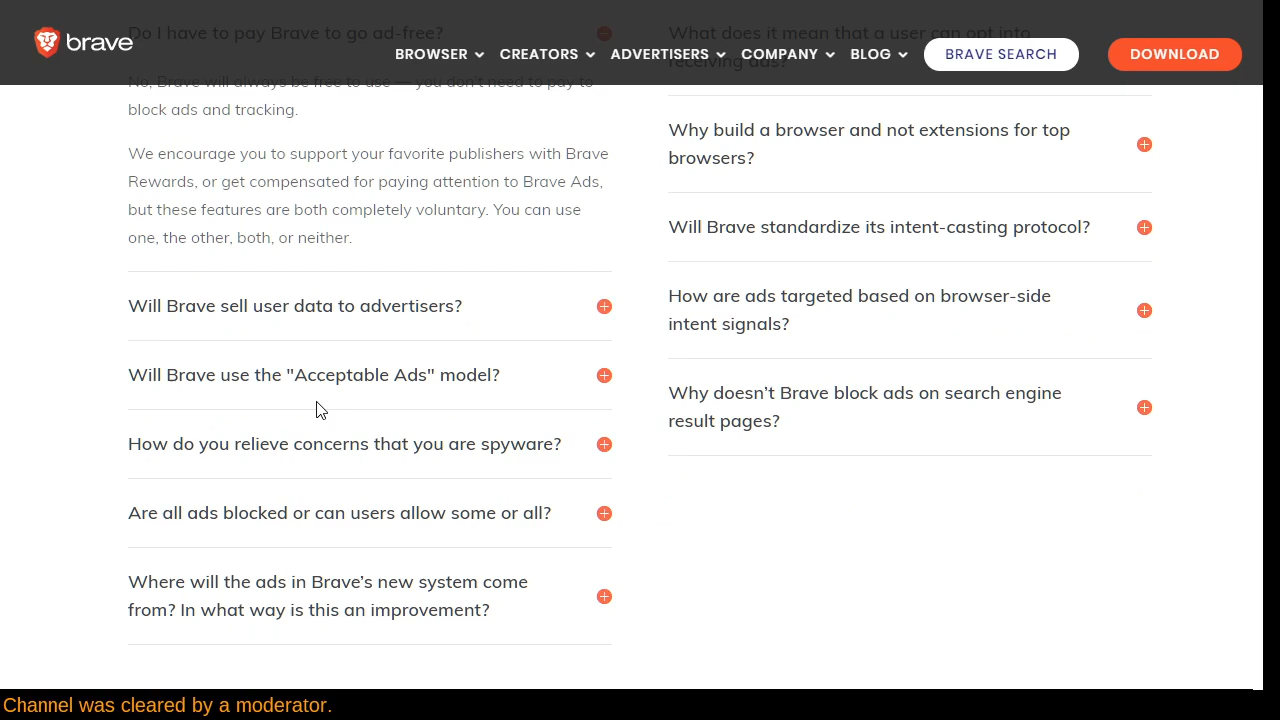 brave
BROWSER CREATORS ADVERTISERS COMPANY BLOG BRAVE SEARCH DOWNLOAD
Do I have to pay Brave to go ad-free?
No, Brave will always be free to use — you don't need to pay to
block ads and tracking.
We encourage you to support your favorite publishers with Brave
Rewards, or get compensated for paying attention to Brave Ads,
but these features are both completely voluntary. You can use
one, the other, both, or neither.
Will Brave sell user data to advertisers?
Will Brave use the "Acceptable Ads" model?
How do you relieve concerns that you are spyware?
Are all ads blocked or can users allow some or all?
Where will the ads in Brave’s new system come
from? In what way is this an improvement?
What does it mean that a user can opt into
receiving ads?
Why build a browser and not extensions for top
browsers?
Will Brave standardize its intent-casting protocol?
How are ads targeted based on browser-side
intent signals?
Why doesn’t Brave block ads on search engine
result pages?
Channel was cleared by a moderator.